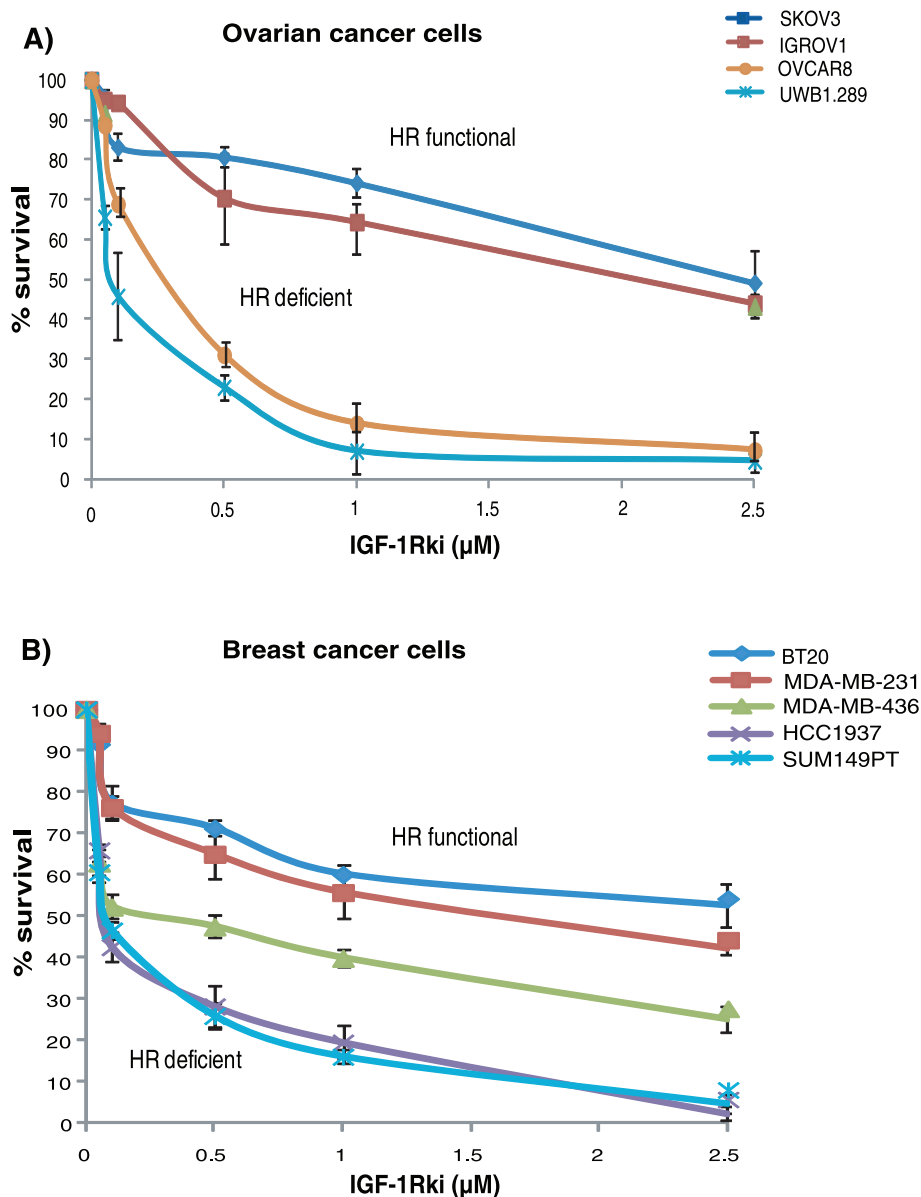 A)
Ovarian cancer cells
SKOV3
IGROV1
OVCAR8
UWB1.289
% survival
100
90
80
70
60
50
40
30
20
10
0
HR functional
HR deficient
0
0.5
1
1.5
2
2.5
IGF-1Rki (µM)
B)
Breast cancer cells
BT20
MDA-MB-231
MDA-MB-436
HCC1937
SUM149PT
% survival
100
90
80
70
60
50
40
30
20
10
0
HR functional
HR deficient
0
0.5
1
1.5
2
2.5
IGF-1Rki (µM)